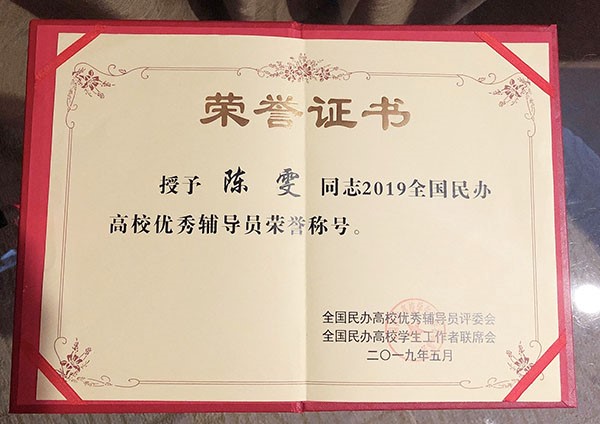 荣誉证书
授予 陈雯 同志2019全国民办
高校优秀辅导员荣誉称号。
全国民办高校优秀辅导员评委会
全国民办高校学生工作者联席会
二〇一九年五月